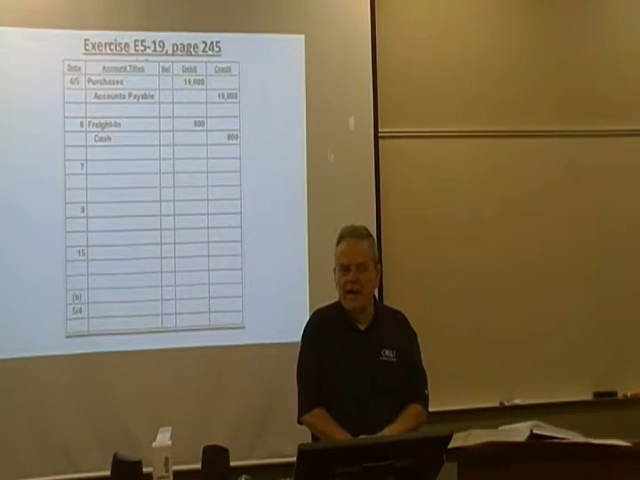 Exercise E5-19, page 245
Date Account Titles Ref Debit Credit
4/5 Purchases 19,000
Accounts Payable 19,000
6 Freight-In 800
Cash 800
7
8
15
(b)
5/4